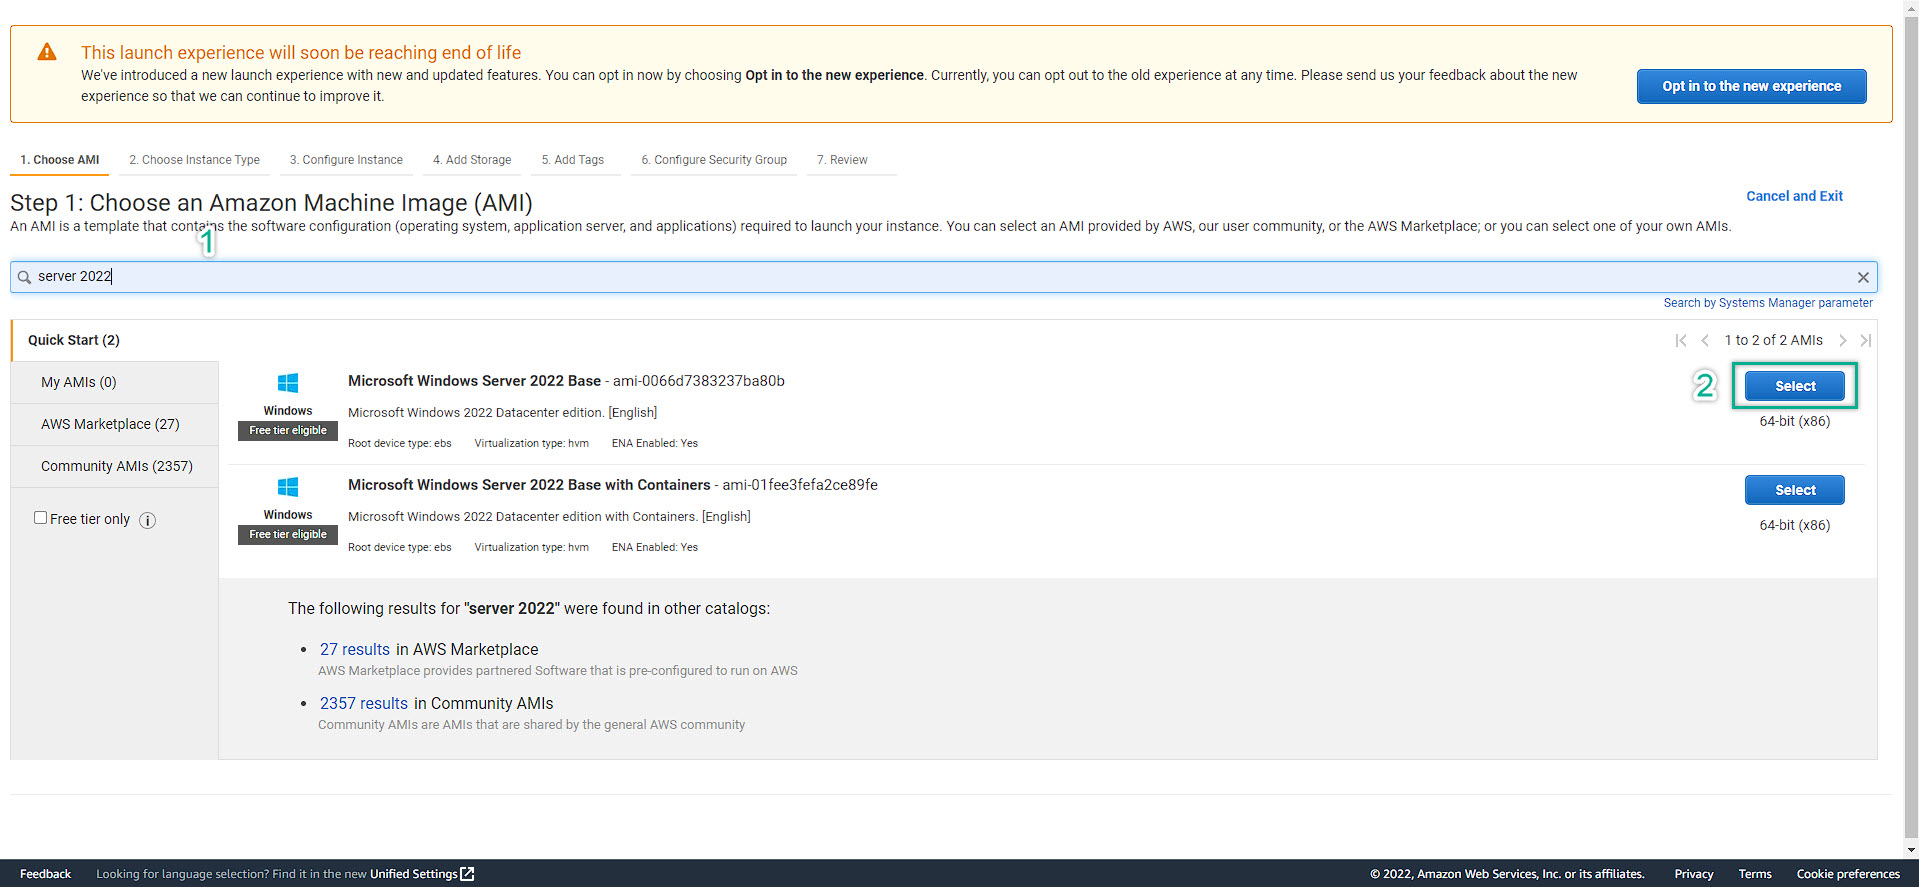 This launch experience will soon be reaching end of life
We've introduced a new launch experience with new and updated features. You can opt in now by choosing Opt in to the new experience. Currently, you can opt out to the old experience at any time. Please send us your feedback about the new
experience so that we can continue to improve it.
Opt in to the new experience
1. Choose AMI 2. Choose Instance Type 3. Configure Instance 4. Add Storage 5. Add Tags 6. Configure Security Group 7. Review
Step 1: Choose an Amazon Machine Image (AMI)
Cancel and Exit
An AMI is a template that contains the software configuration (operating system, application server, and applications) required to launch your instance. You can select an AMI provided by AWS, our user community, or the AWS Marketplace; or you can select one of your own AMIs.
1
server 2022
Search by Systems Manager parameter
Quick Start (2)
1 to 2 of 2 AMIs
My AMIs (0)
AWS Marketplace (27)
Community AMIs (2357)
Free tier only
Windows
Free tier eligible
Microsoft Windows Server 2022 Base - ami-0066d7383237ba80b
Microsoft Windows 2022 Datacenter edition. [English]
Root device type: ebs Virtualization type: hvm ENA Enabled: Yes
2
Select
64-bit (x86)
Windows
Free tier eligible
Microsoft Windows Server 2022 Base with Containers - ami-01fee3fefa2ce89fe
Microsoft Windows 2022 Datacenter edition with Containers. [English]
Root device type: ebs Virtualization type: hvm ENA Enabled: Yes
Select
64-bit (x86)
The following results for "server 2022" were found in other catalogs:
• 27 results in AWS Marketplace
AWS Marketplace provides partnered Software that is pre-configured to run on AWS
• 2357 results in Community AMIs
Community AMIs are AMIs that are shared by the general AWS community
Feedback Looking for language selection? Find it in the new Unified Settings © 2022, Amazon Web Services, Inc. or its affiliates. Privacy Terms Cookie preferences